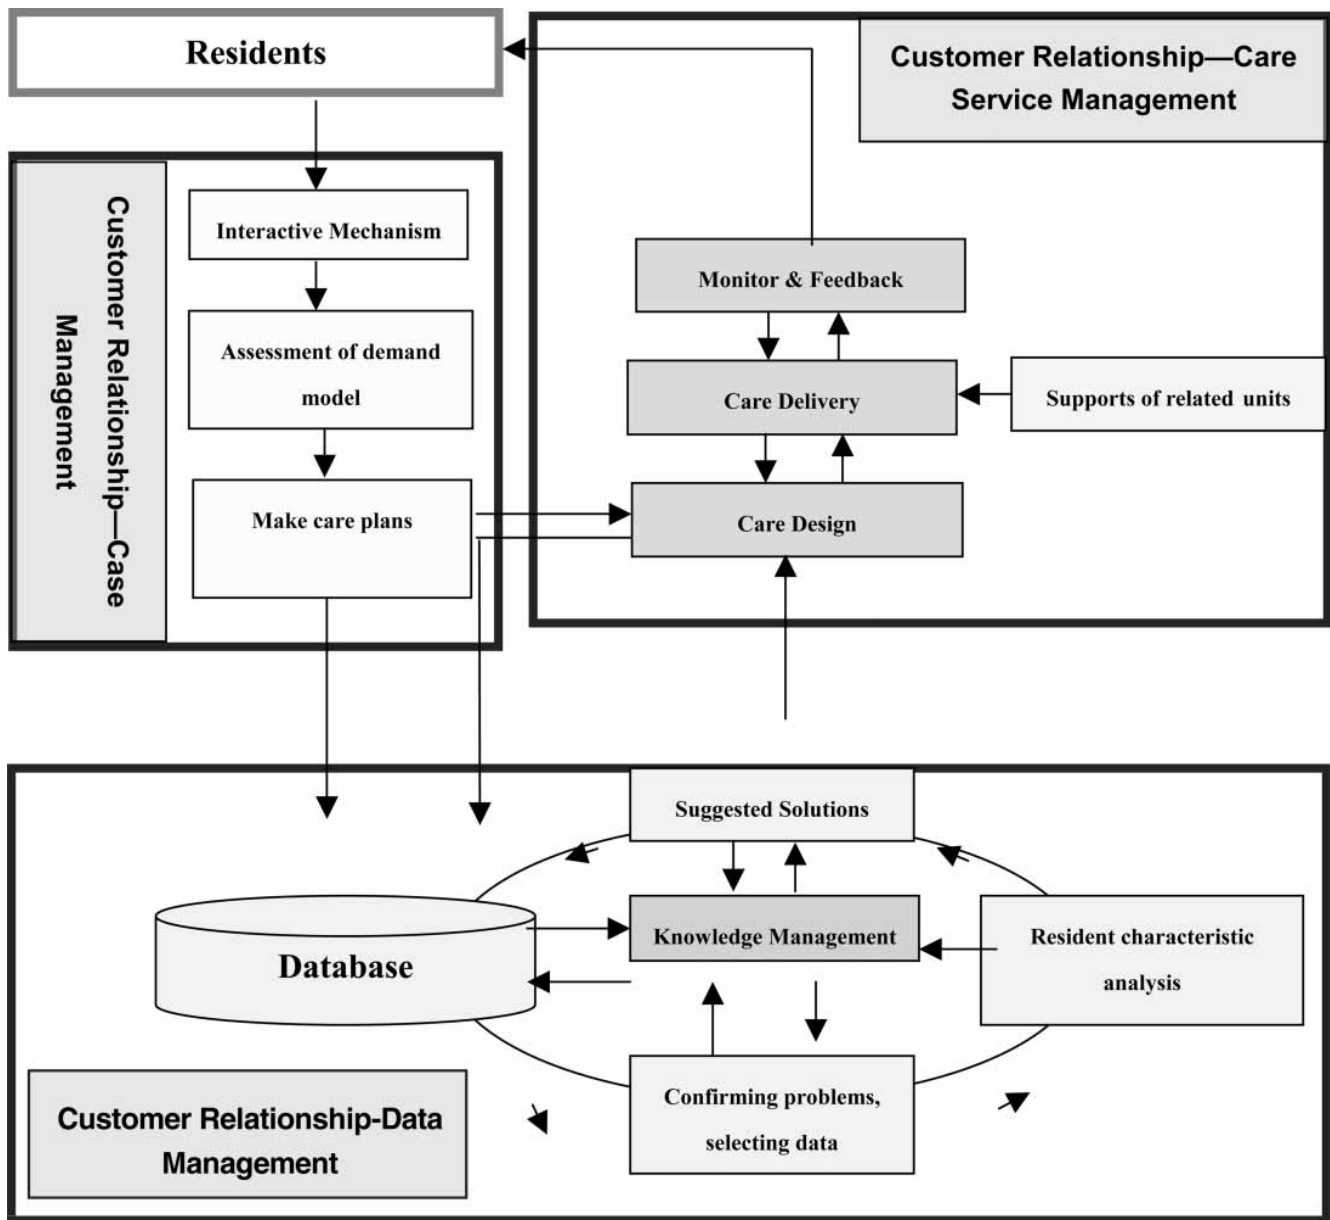 Residents
Customer Relationship—Care
Service Management
Customer Relationship—Case
Management
Interactive Mechanism
Assessment of demand
model
Make care plans
Monitor & Feedback
Care Delivery
Supports of related units
Care Design
Suggested Solutions
Knowledge Management
Database
Resident characteristic
analysis
Confirming problems,
selecting data
Customer Relationship-Data
Management